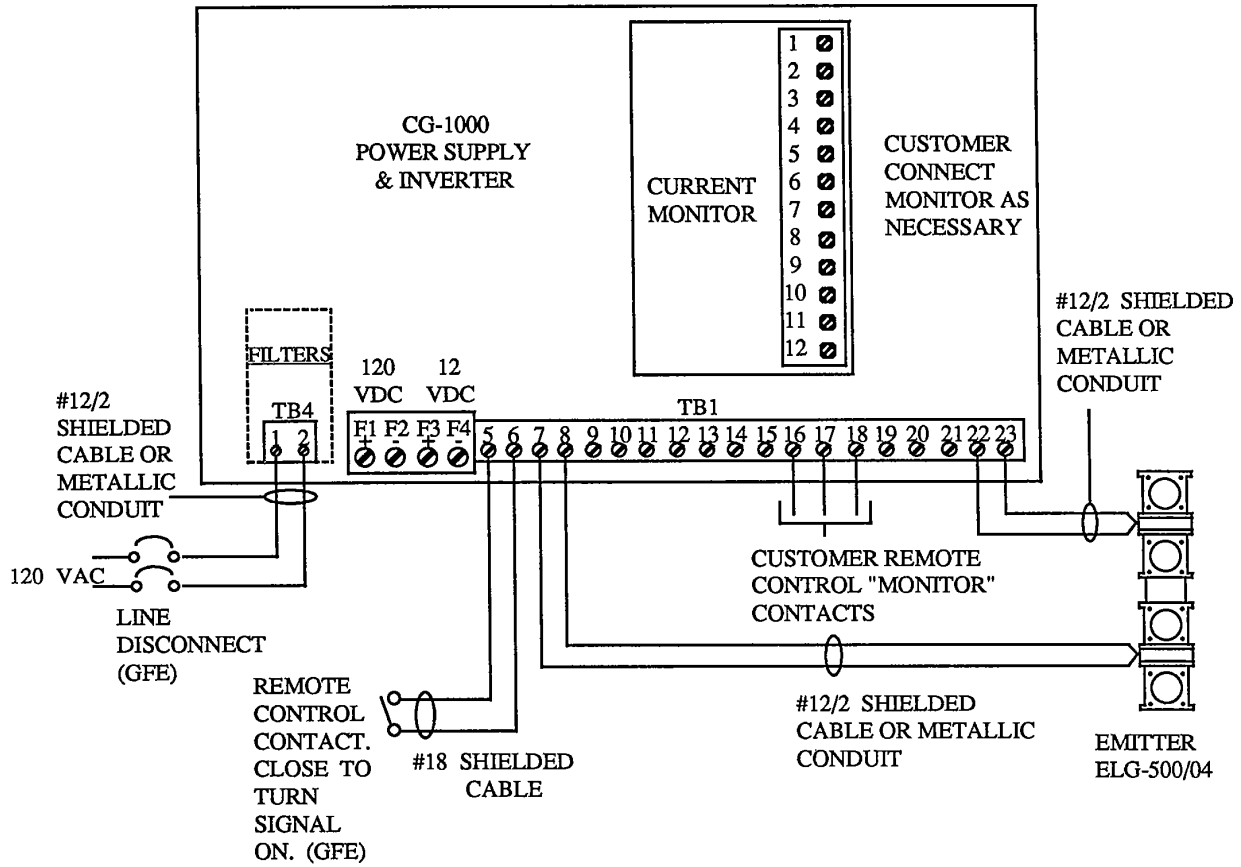 CG-1000
POWER SUPPLY
& INVERTER
CURRENT
MONITOR
1
2
3
4
5
6
7
8
9
10
11
12
CUSTOMER
CONNECT
MONITOR AS
NECESSARY
#12/2 SHIELDED
CABLE OR
METALLIC
CONDUIT
FILTERS
TB4
1 2
120
VDC
12
VDC
F1 F2 F3 F4
+ - + -
TB1
5 6 7 8 9 10 11 12 13 14 15 16 17 18 19 20 21 22 23
#12/2
SHIELDED
CABLE OR
METALLIC
CONDUIT
120 VAC
LINE
DISCONNECT
(GFE)
CUSTOMER REMOTE
CONTROL "MONITOR"
CONTACTS
REMOTE
CONTROL
CONTACT.
CLOSE TO
TURN
SIGNAL
ON. (GFE)
#18 SHIELDED
CABLE
#12/2 SHIELDED
CABLE OR METALLIC
CONDUIT
EMITTER
ELG-500/04